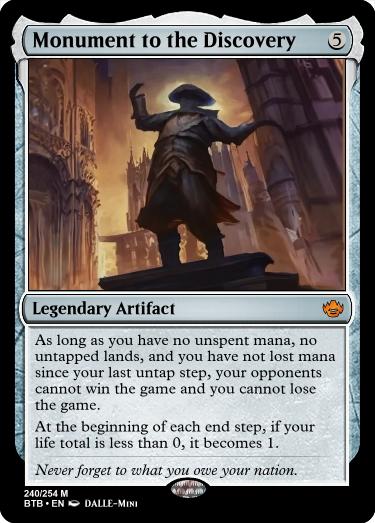 Monument to the Discovery 5
Legendary Artifact
As long as you have no unspent mana, no
untapped lands, and you have not lost mana
since your last untap step, your opponents
cannot win the game and you cannot lose
the game.
At the beginning of each end step, if your
life total is less than 0, it becomes 1.
Never forget to what you owe your nation.
240/254 M
BTB • EN DALLE-Mini